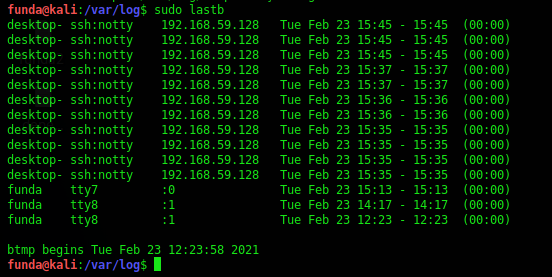 funda@kali:/var/log$ sudo lastb
desktop- ssh:notty    192.168.59.128   Tue Feb 23 15:45 - 15:45  (00:00)
desktop- ssh:notty    192.168.59.128   Tue Feb 23 15:45 - 15:45  (00:00)
desktop- ssh:notty    192.168.59.128   Tue Feb 23 15:45 - 15:45  (00:00)
desktop- ssh:notty    192.168.59.128   Tue Feb 23 15:37 - 15:37  (00:00)
desktop- ssh:notty    192.168.59.128   Tue Feb 23 15:37 - 15:37  (00:00)
desktop- ssh:notty    192.168.59.128   Tue Feb 23 15:36 - 15:36  (00:00)
desktop- ssh:notty    192.168.59.128   Tue Feb 23 15:36 - 15:36  (00:00)
desktop- ssh:notty    192.168.59.128   Tue Feb 23 15:35 - 15:35  (00:00)
desktop- ssh:notty    192.168.59.128   Tue Feb 23 15:35 - 15:35  (00:00)
desktop- ssh:notty    192.168.59.128   Tue Feb 23 15:35 - 15:35  (00:00)
desktop- ssh:notty    192.168.59.128   Tue Feb 23 15:35 - 15:35  (00:00)
funda    tty7         :0               Tue Feb 23 15:13 - 15:13  (00:00)
funda    tty8         :1               Tue Feb 23 14:17 - 14:17  (00:00)
funda    tty8         :1               Tue Feb 23 12:23 - 12:23  (00:00)
btmp begins Tue Feb 23 12:23:58 2021
funda@kali:/var/log$